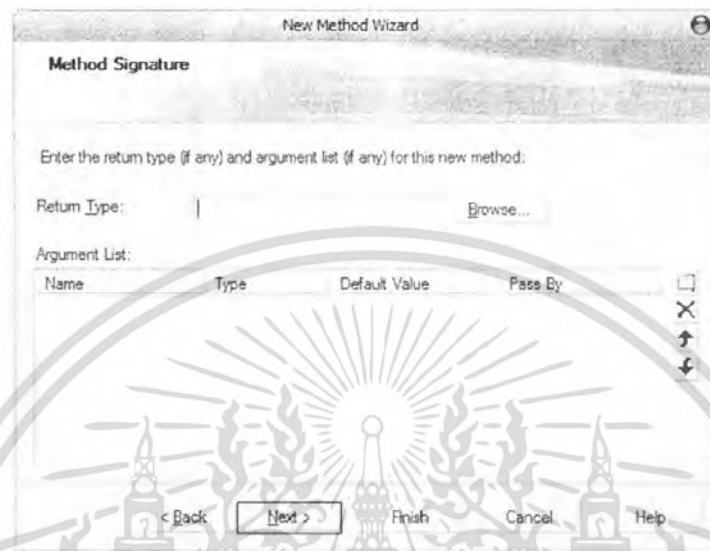 New Method Wizard
Method Signature
Enter the return type (if any) and argument list (if any) for this new method:
Return Type: Browse...
Argument List:
Name Type Default Value Pass By
< Back Next > Finish Cancel Help